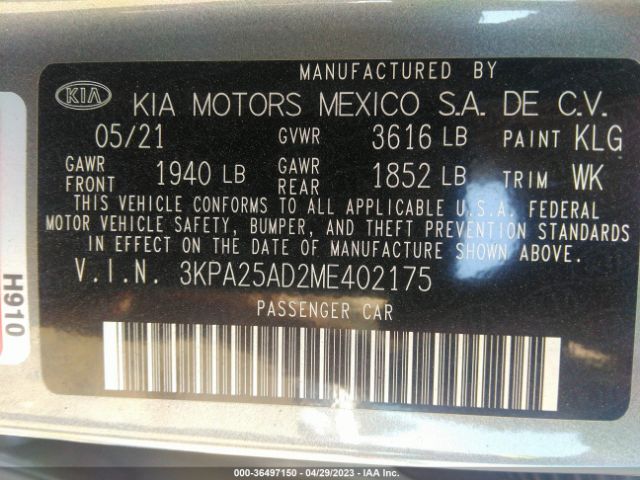 MANUFACTURED BY
KIA KIA MOTORS MEXICO S.A. DE C.V.
05/21 GVWR 3616 LB PAINT KLG
GAWR FRONT 1940 LB GAWR REAR 1852 LB TRIM WK
THIS VEHICLE CONFORMS TO ALL APPLICABLE U.S.A. FEDERAL
MOTOR VEHICLE SAFETY, BUMPER, AND THEFT PREVENTION STANDARDS
IN EFFECT ON THE DATE OF MANUFACTURE SHOWN ABOVE.
V.I.N. 3KPA25AD2ME402175
PASSENGER CAR
H910
000-36497150 - 04/29/2023 - IAA Inc.